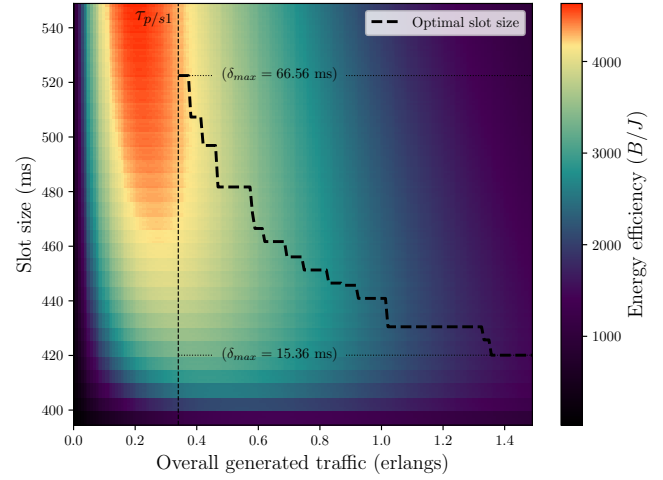 τp/s1
Optimal slot size
(δmax = 66.56 ms)
(δmax = 15.36 ms)
540
520
500
480
460
440
420
400
Slot size (ms)
0.0 0.2 0.4 0.6 0.8 1.0 1.2 1.4
Overall generated traffic (erlangs)
4000
3000
2000
1000
Energy efficiency (B/J)